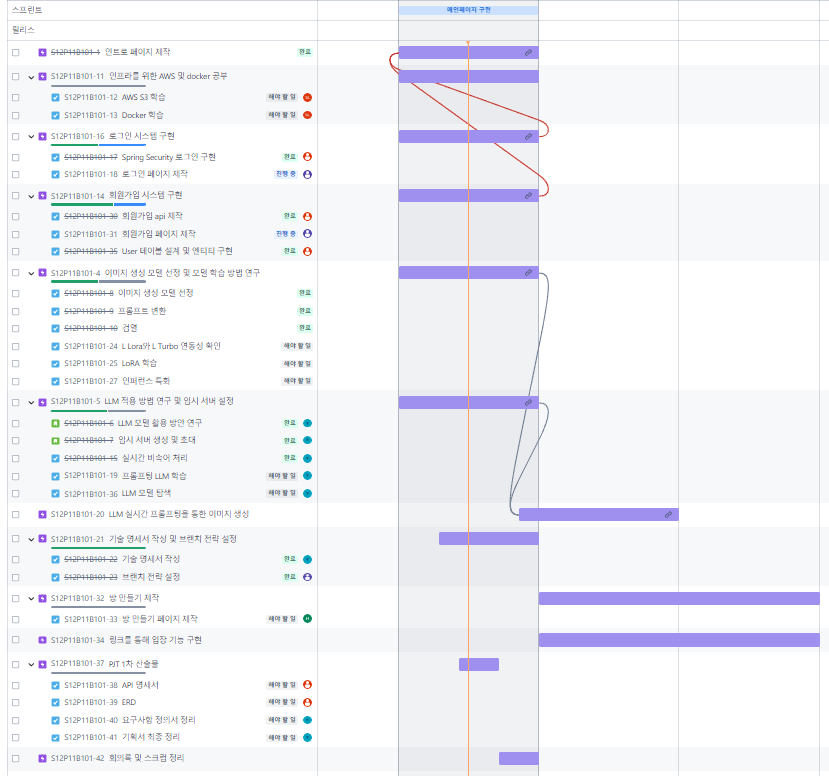 스프린트
메인페이지 구현
릴리스
S12P11B101-1 인트로 페이지 제작 완료
S12P11B101-11 인프라를 위한 AWS 및 docker 공부
S12P11B101-12 AWS S3 학습 해야 할 일
S12P11B101-13 Docker 학습 해야 할 일
S12P11B101-16 로그인 시스템 구현
S12P11B101-17 Spring Security 로그인 구현 완료
S12P11B101-18 로그인 페이지 제작 진행 중
S12P11B101-14 회원가입 시스템 구현
S12P11B101-30 회원가입 api 제작 완료
S12P11B101-31 회원가입 페이지 제작 진행 중
S12P11B101-35 User 테이블 설계 및 엔티티 구현 완료
S12P11B101-4 이미지 생성 모델 선정 및 모델 학습 방법 연구
S12P11B101-8 이미지 생성 모델 선정 완료
S12P11B101-9 프롬프트 변환 완료
S12P11B101-10 검열 완료
S12P11B101-24 L Lora와 L Turbo 연동성 확인 해야 할 일
S12P11B101-25 LoRA 학습 해야 할 일
S12P11B101-27 인퍼런스 특화 해야 할 일
S12P11B101-5 LLM 적용 방법 연구 및 임시 서버 설정
S12P11B101-6 LLM 모델 활용 방안 연구 완료
S12P11B101-7 임시 서버 생성 및 초대 완료
S12P11B101-15 실시간 비속어 처리 완료
S12P11B101-19 프롬프팅 LLM 학습 해야 할 일
S12P11B101-36 LLM 모델 탐색 해야 할 일
S12P11B101-20 LLM 실시간 프롬프팅을 통한 이미지 생성
S12P11B101-21 기술 명세서 작성 및 브랜치 전략 설정
S12P11B101-22 기술 명세서 작성 완료
S12P11B101-23 브랜치 전략 설정 완료
S12P11B101-32 방 만들기 제작
S12P11B101-33 방 만들기 페이지 제작 해야 할 일
S12P11B101-34 링크를 통해 입장 기능 구현
S12P11B101-37 PJT 1차 산출물
S12P11B101-38 API 명세서 해야 할 일
S12P11B101-39 ERD 해야 할 일
S12P11B101-40 요구사항 정의서 정리 해야 할 일
S12P11B101-41 기획서 최종 정리 해야 할 일
S12P11B101-42 회의록 및 스크럼 정리